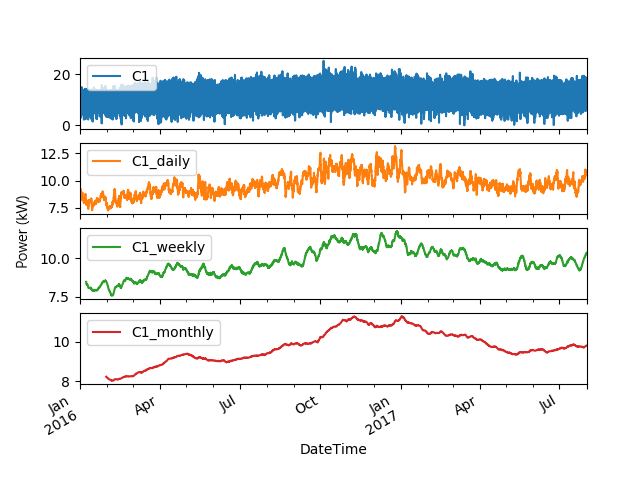 C1
20
0
C1_daily
12.5
10.0
7.5
Power (kW)
C1_weekly
10.0
7.5
C1_monthly
10
8
Jan
2016
Apr
Jul
Oct
Jan
2017
Apr
Jul
DateTime